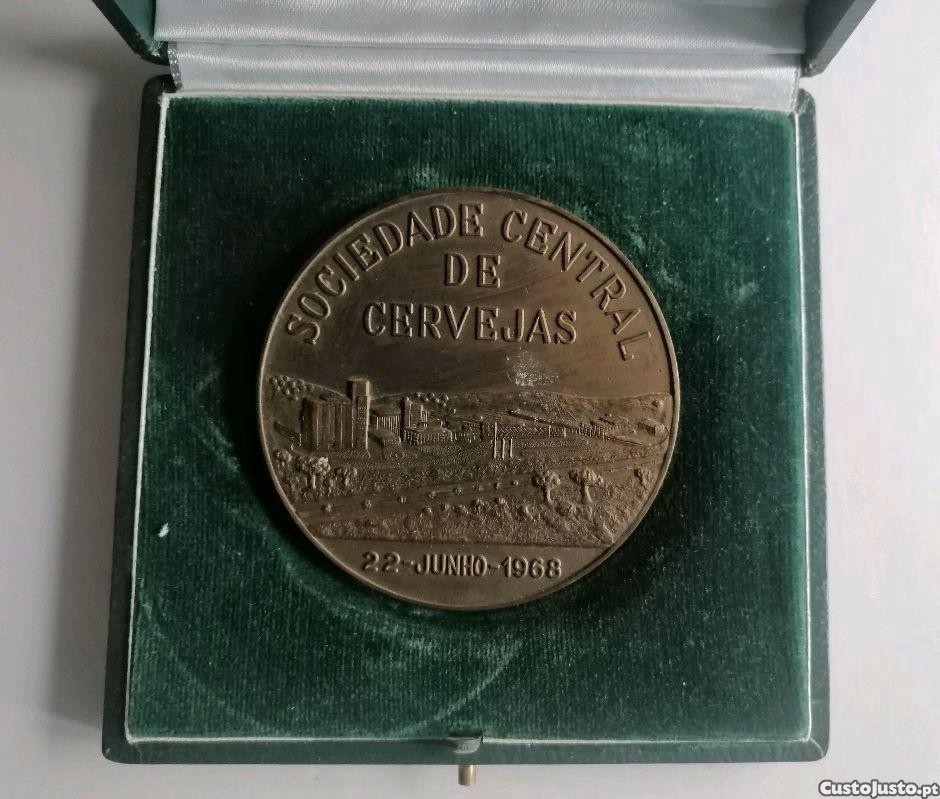 SOCIEDADE CENTRAL
DE
CERVEJAS
22-JUNHO-1968
CustoJusto.pt